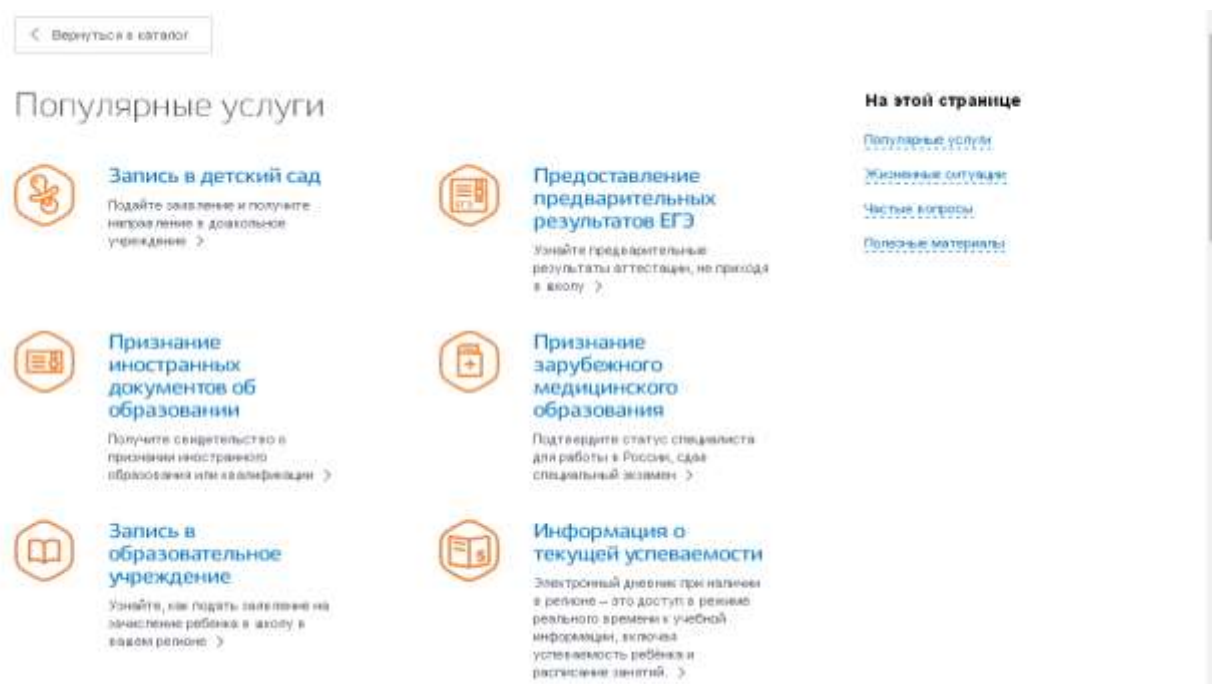 Вернуться в каталог
Популярные услуги
Запись в детский сад
Подайте заявление и получите
направление в дошкольное
учреждение
Предоставление
предварительных
результатов ЕГЭ
Узнайте предварительные
результаты аттестации, не приходя
в школу
Признание
иностранных
документов об
образовании
Получите свидетельство о
признании иностранного
образования или квалификации
Признание
зарубежного
медицинского
образования
Подтвердите статус специалиста
для работы в России, сдав
специальный экзамен
Запись в
образовательное
учреждение
Узнайте, как подать заявление на
зачисление ребенка в школу в
вашем регионе
Информация о
текущей успеваемости
Электронный дневник при наличии
в регионе – это доступ в режиме
реального времени к учебной
информации, включая
успеваемость ребёнка и
расписание занятий.
На этой странице
Популярные услуги
Жизненные ситуации
Частые вопросы
Полезные материалы